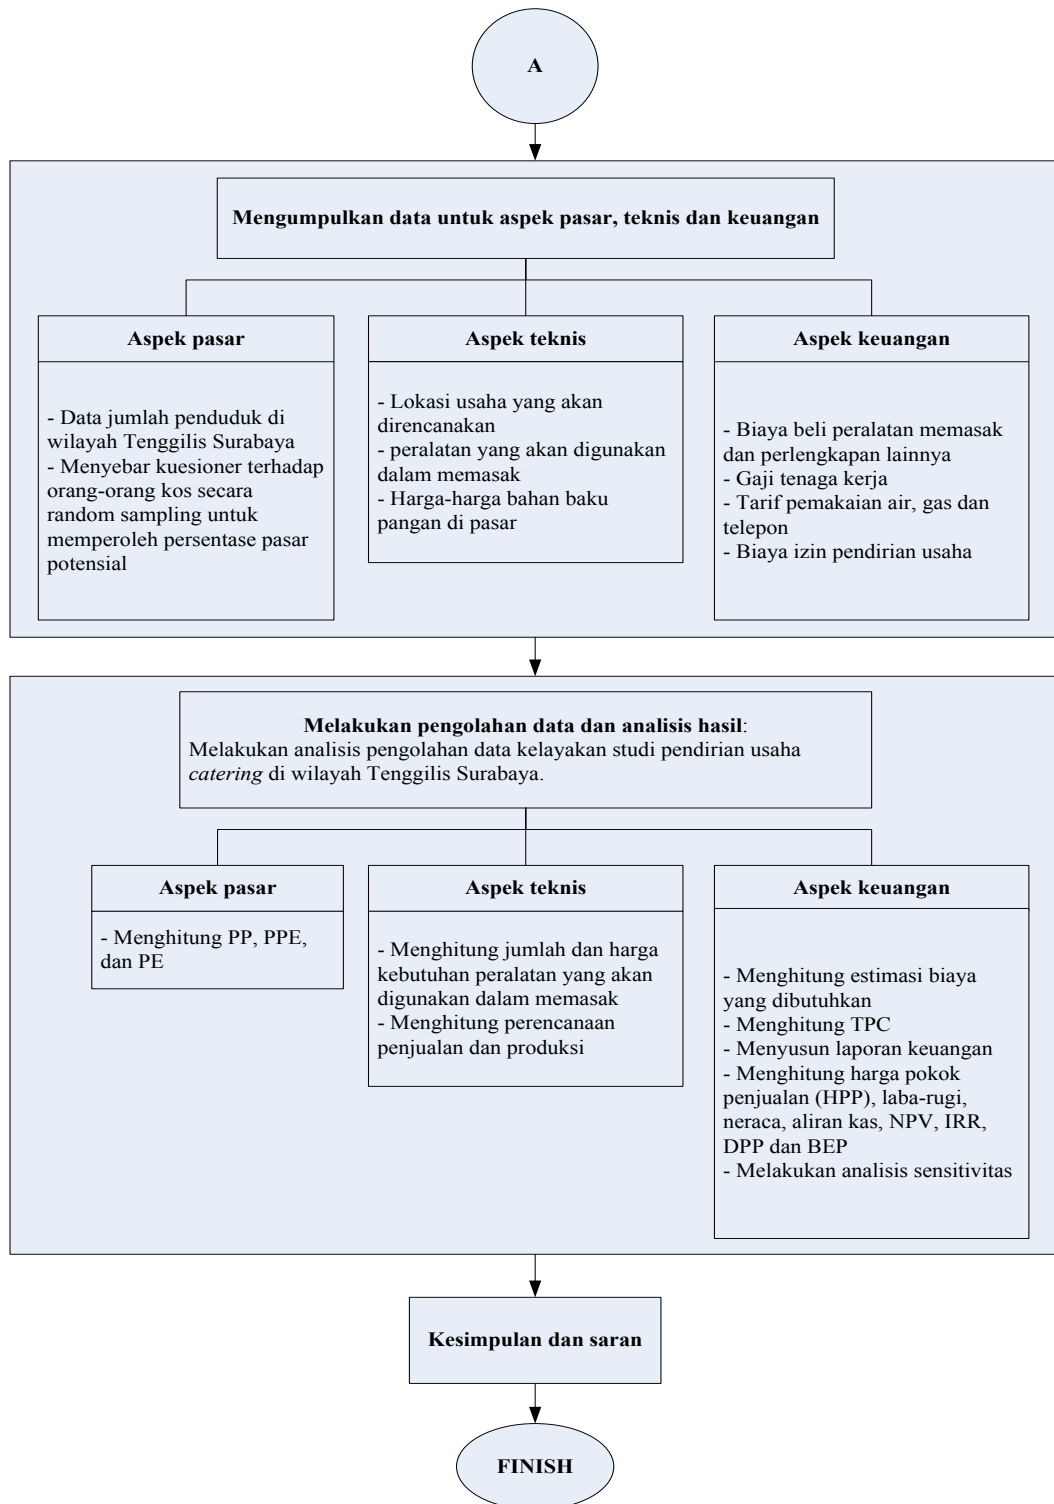 A
Mengumpulkan data untuk aspek pasar, teknis dan keuangan
Aspek pasar
- Data jumlah penduduk di
wilayah Tenggilis Surabaya
- Menyebar kuesioner terhadap
orang-orang kos secara
random sampling untuk
memperoleh persentase pasar
potensial
Aspek teknis
- Lokasi usaha yang akan
direncanakan
- peralatan yang akan digunakan
dalam memasak
- Harga-harga bahan baku
pangan di pasar
Aspek keuangan
- Biaya beli peralatan memasak
dan perlengkapan lainnya
- Gaji tenaga kerja
- Tarif pemakaian air, gas dan
telepon
- Biaya izin pendirian usaha
Melakukan pengolahan data dan analisis hasil:
Melakukan analisis pengolahan data kelayakan studi pendirian usaha
catering di wilayah Tenggilis Surabaya.
Aspek pasar
- Menghitung PP, PPE,
dan PE
Aspek teknis
- Menghitung jumlah dan harga
kebutuhan peralatan yang akan
digunakan dalam memasak
- Menghitung perencanaan
penjualan dan produksi
Aspek keuangan
- Menghitung estimasi biaya
yang dibutuhkan
- Menghitung TPC
- Menyusun laporan keuangan
- Menghitung harga pokok
penjualan (HPP), laba-rugi,
neraca, aliran kas, NPV, IRR,
DPP dan BEP
- Melakukan analisis sensitivitas
Kesimpulan dan saran
FINISH